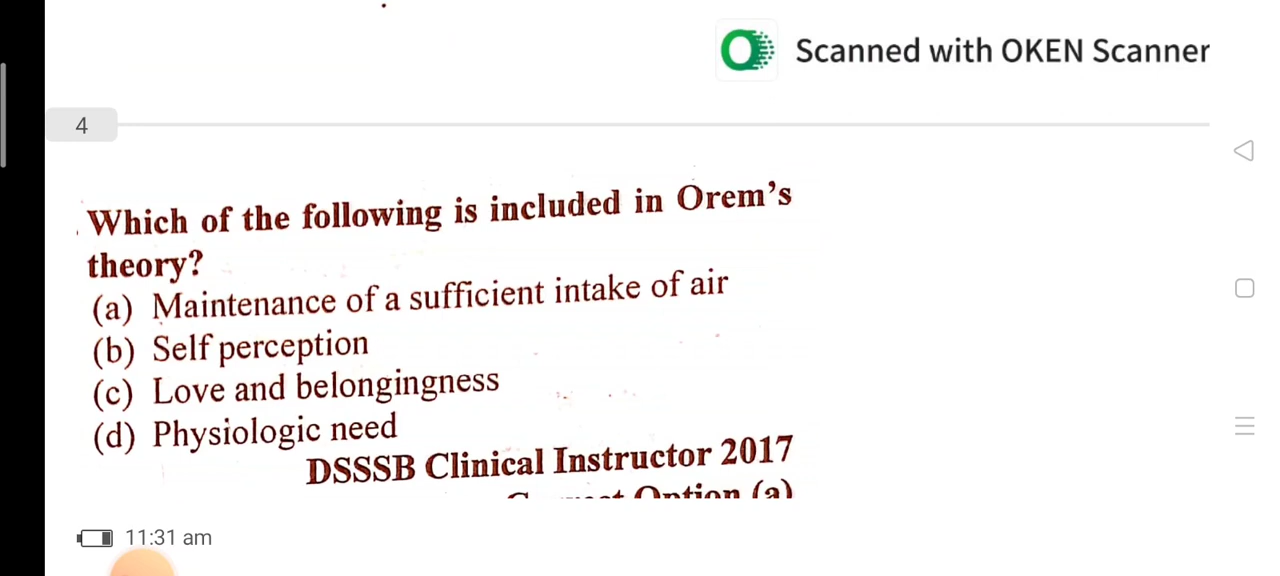 Scanned with OKEN Scanner
4
Which of the following is included in Orem's
theory?
(a) Maintenance of a sufficient intake of air
(b) Self perception
(c) Love and belongingness
(d) Physiologic need
DSSSB Clinical Instructor 2017
Option (a)
11:31 am